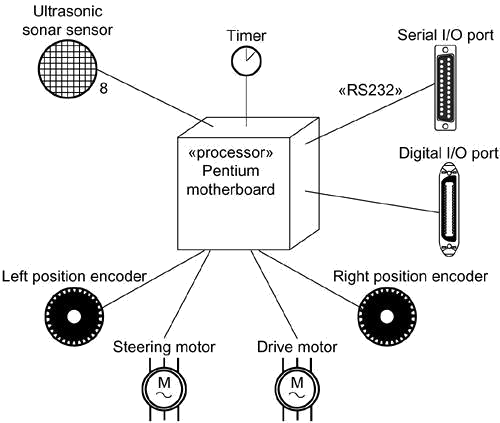 Ultrasonic
sonar sensor
8
Timer
Serial I/O port
«RS232»
«processor»
Pentium
motherboard
Digital I/O port
Left position encoder
Right position encoder
Steering motor
Drive motor
M
M